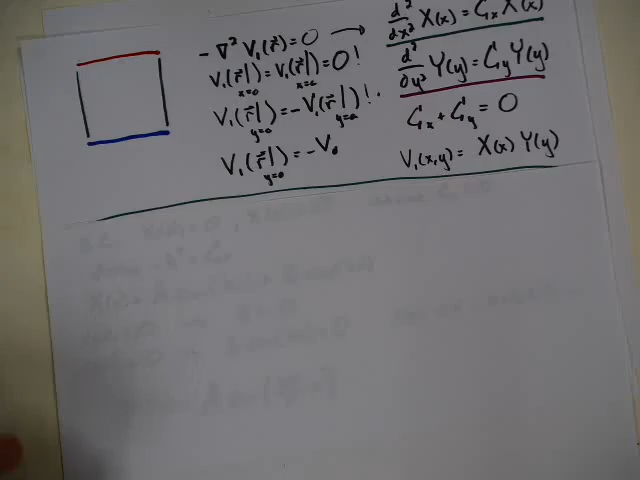 - ∇² V₁(r⃗) = 0 →
V₁(r⃗|) = V₁(r⃗|) = 0!
x=0 x=a
V₁(r⃗|) = -V₁(r⃗|)!
y=0 y=a
V₁(r⃗|) = -V₀
y=0
d²/dx² X(x) = Cₓ X(x)
d²/dy² Y(y) = C_y Y(y)
Cₓ + C_y = 0
V₁(x,y) = X(x) Y(y)